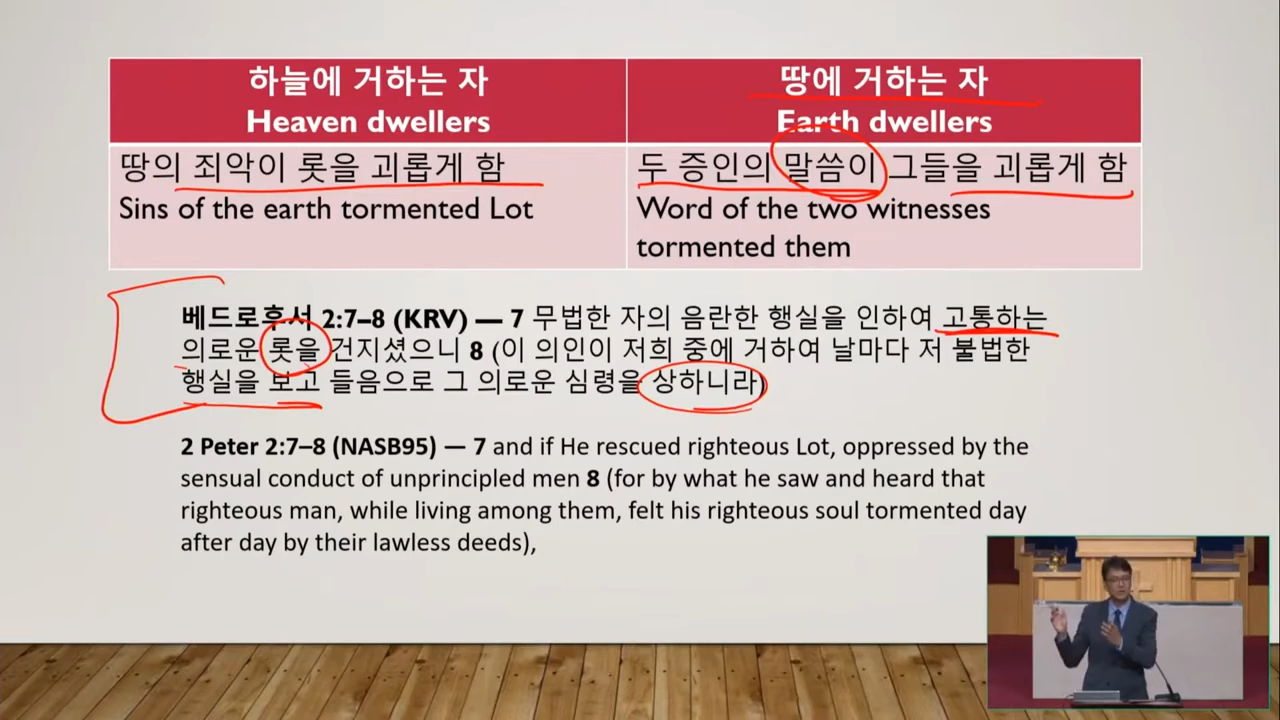 하늘에 거하는 자
Heaven dwellers
땅에 거하는 자
Earth dwellers
땅의 죄악이 롯을 괴롭게 함
Sins of the earth tormented Lot
두 증인의 말씀이 그들을 괴롭게 함
Word of the two witnesses
tormented them
베드로후서 2:7–8 (KRV) — 7 무법한 자의 음란한 행실을 인하여 고통하는
의로운 롯을 건지셨으니 8 (이 의인이 저희 중에 거하여 날마다 저 불법한
행실을 보고 들음으로 그 의로운 심령을 상하니라)
2 Peter 2:7–8 (NASB95) — 7 and if He rescued righteous Lot, oppressed by the
sensual conduct of unprincipled men 8 (for by what he saw and heard that
righteous man, while living among them, felt his righteous soul tormented day
after day by their lawless deeds),